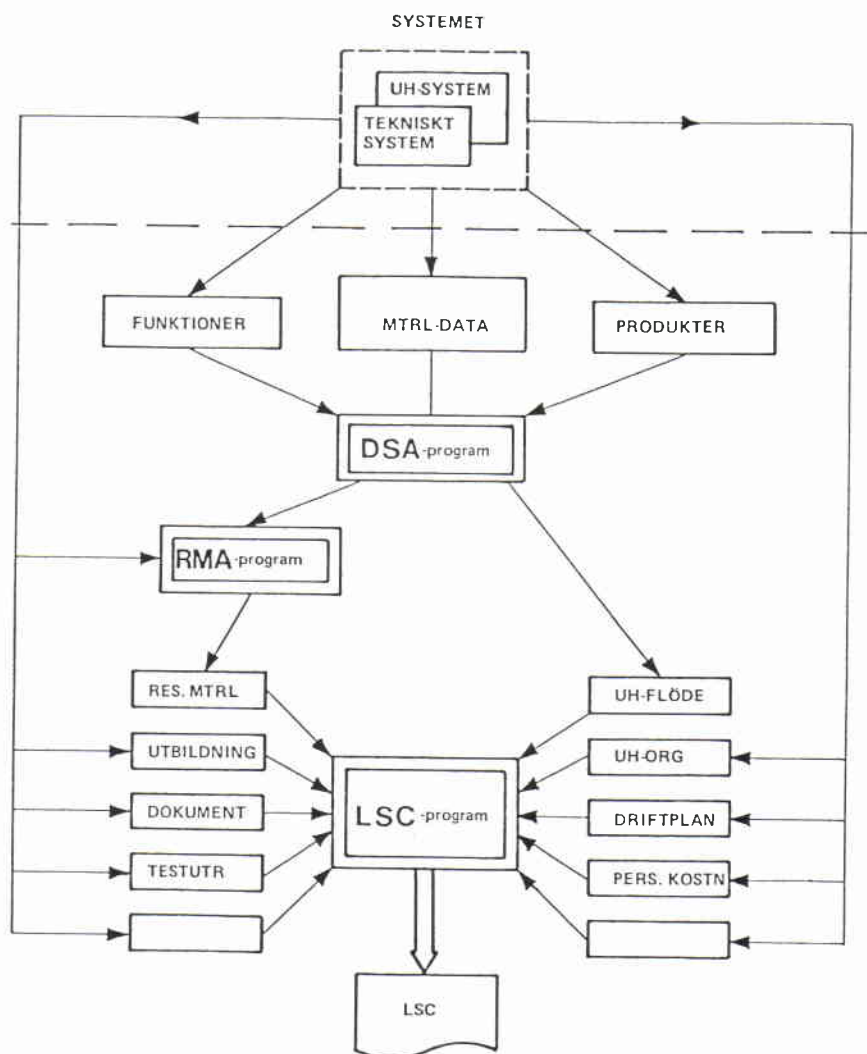 SYSTEMET
UH-SYSTEM
TEKNISKT
SYSTEM
FUNKTIONER
MTRL-DATA
PRODUKTER
DSA-program
RMA-program
RES. MTRL
UH-FLÖDE
UTBILDNING
UH-ORG
DOKUMENT
LSC-program
DRIFTPLAN
TESTUTR
PERS. KOSTN
LSC